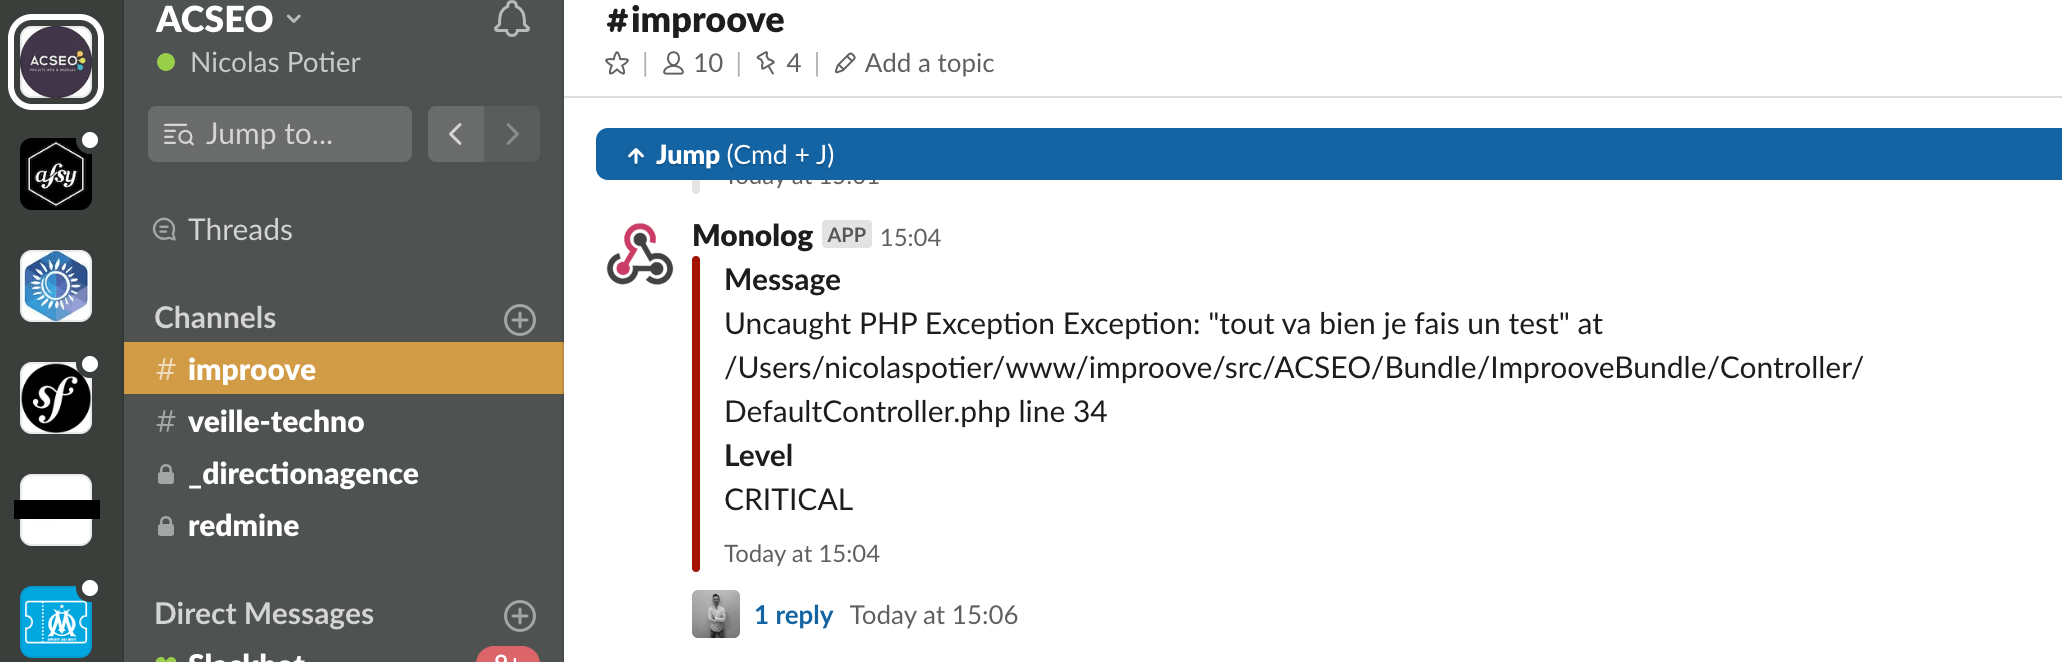 ACSEO
Nicolas Potier
Jump to...
Threads
Channels
# improove
# veille-techno
_directionagence
redmine
Direct Messages
Slackbot
9+
ACSEO
afsy
sf
#improove
10
4
Add a topic
Jump (Cmd + J)
Today at 15:01
Monolog APP 15:04
Message
Uncaught PHP Exception Exception: "tout va bien je fais un test" at
/Users/nicolaspotier/www/improove/src/ACSEO/Bundle/ImprooveBundle/Controller/
DefaultController.php line 34
Level
CRITICAL
Today at 15:04
1 reply Today at 15:06